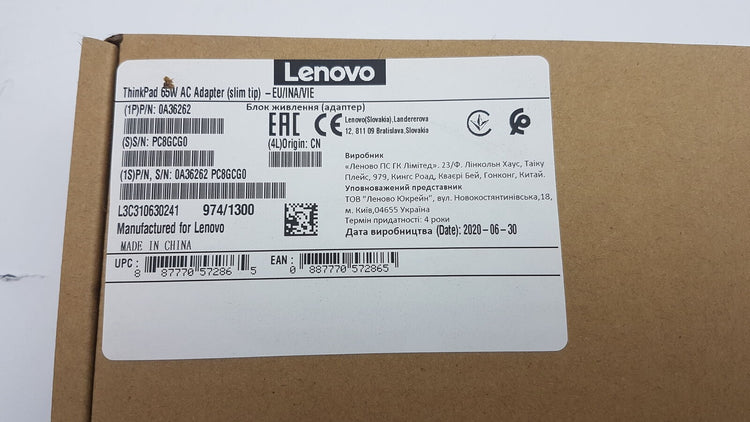 Lenovo
ThinkPad 65W AC Adapter (slim tip) –EU/INA/VIE
(1P)P/N: 0A36262
Блок живлення (адаптер)
EAC CE
Lenovo(Slovakia),Landererova
12, 811 09 Bratislava,Slovakia
(S)S/N: PC8GCG0
(4L)Origin: CN
(1S)P/N, S/N: 0A36262 PC8GCG0
Виробник
«Леново ПС ГК Лімітед». 23/Ф. Лінкольн Хаус, Таіку
Плейс, 979, Кингс Роад, Кваєрі Бей, Гонконг, Китай.
Уповноважений представник
ТОВ "Леново Юкрейн", вул. Новокостянтинівська,18,
м. Київ,04655 Україна
Термін придатності: 4 роки
Дата виробництва (Date): 2020-06-30
L3C310630241 974/1300
Manufactured for Lenovo
MADE IN CHINA
UPC: 8 87770 57286 5
EAN: 0 887770 572865